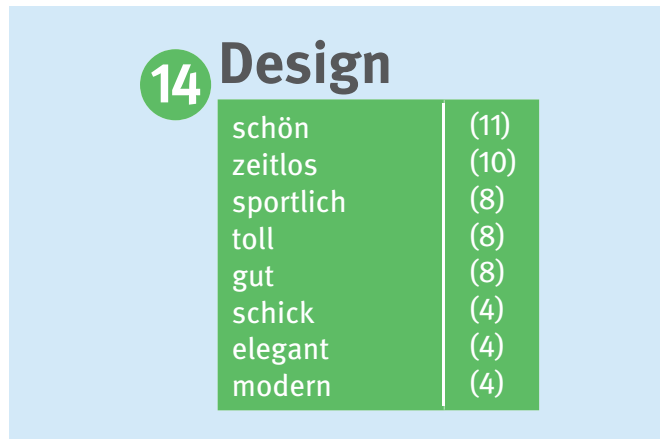 14 Design
schön (11)
zeitlos (10)
sportlich (8)
toll (8)
gut (8)
schick (4)
elegant (4)
modern (4)